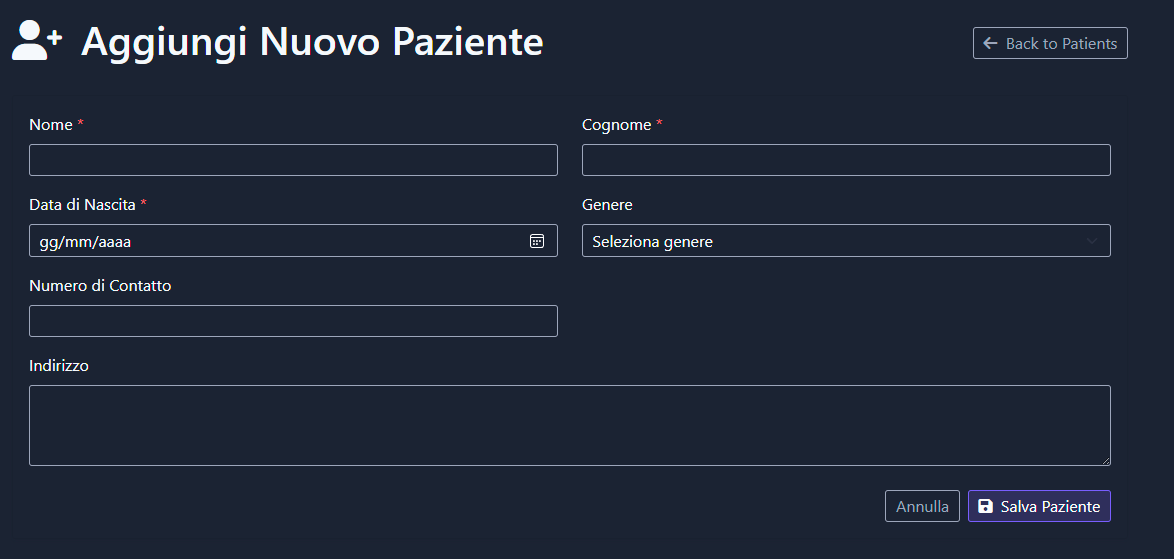 Aggiungi Nuovo Paziente
Back to Patients
Nome *
Cognome *
Data di Nascita *
Genere
gg/mm/aaaa
Seleziona genere
Numero di Contatto
Indirizzo
Annulla
Salva Paziente